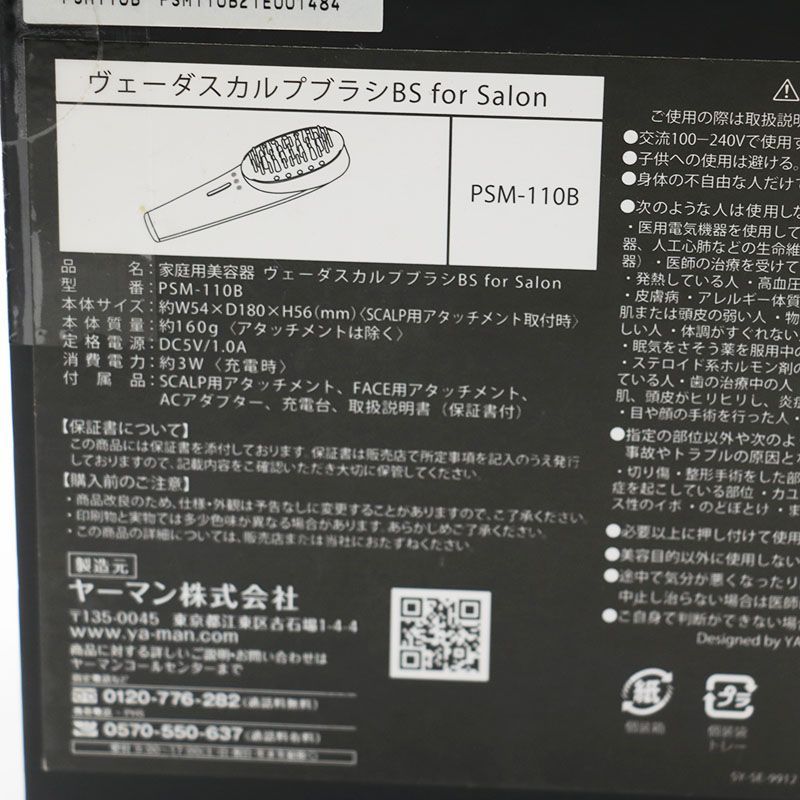 PSM110B PSM110B21E001484
ヴェーダスカルプブラシBS for Salon
PSM-110B
品 名：家庭用美容器 ヴェーダスカルプブラシBS for Salon
型 番：PSM-110B
本体サイズ：約W54×D180×H56(mm)〈SCALP用アタッチメント取付時〉
本体質量：約160g〈アタッチメントは除く〉
定格電源：DC5V/1.0A
消費電力：約3W〈充電時〉
付属品：SCALP用アタッチメント、FACE用アタッチメント、
ACアダプター、充電台、取扱説明書（保証書付）
【保証書について】
この商品には保証書を添付しております。保証書は販売店で所定事項を記入のうえ発行
しておりますので、記載内容をご確認いただき大切に保管してください。
【購入前のご注意】
・商品改良のため、仕様・外観は予告なしに変更することがありますので、ご了承ください。
・印刷物と実物では多少色味が異なる場合があります。あらかじめご了承ください。
・この商品の詳細については、販売店または当社におたずねください。
製造元
ヤーマン株式会社
〒135-0045 東京都江東区古石場1-4-4
www.ya-man.com
商品に対する詳しいご説明・お問い合わせは
ヤーマンコールセンターまで
0120-776-282(通話料無料)
0570-550-637(通話料有料)
ご使用の際は取扱説明
●交流100－240Vで使用す
●子供への使用は避ける。
●身体の不自由な人だけで
●次のような人は使用しな
・医用電気機器を使用して
器、人工心肺などの生命維
器）・医師の治療を受けて
・発熱している人・高血圧
・皮膚病・アレルギー体質
肌または頭皮の弱い人・物
しい人・体調がすぐれない
・眠気をさそう薬を服用中の
・ステロイド系ホルモン剤の
ている人・歯の治療中の人
肌、頭皮がヒリヒリし、炎症
・目や顔の手術を行った人・
●指定の部位以外や次のよ
事故やトラブルの原因とな
・切り傷・整形手術をした部
症を起こしている部位・カユ
ス性のイボ・のどぼとけ・ま
●必要以上に押し付けて使用
●美容目的以外に使用しない
●途中で気分が悪くなったり
中止し治らない場合は医師
●ご自身で判断ができない場
Designed by YA
紙
個装箱
プラ
個装袋
トレー
SY-SE-9912